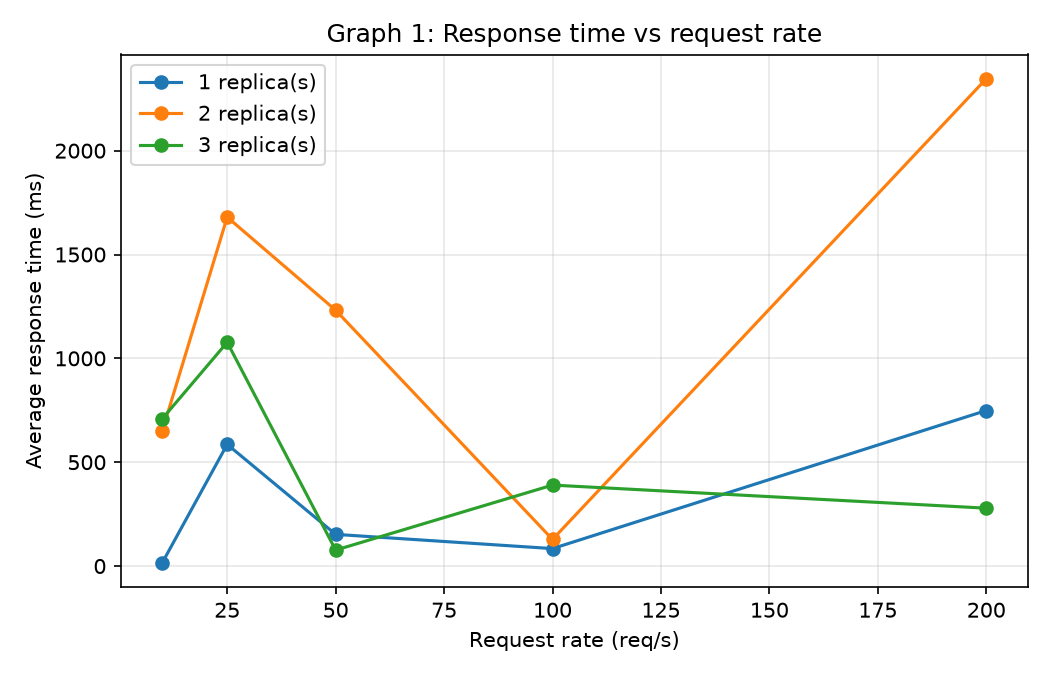 Graph 1: Response time vs request rate
1 replica(s)
2 replica(s)
3 replica(s)
Average response time (ms)
2000
1500
1000
500
0
25 50 75 100 125 150 175 200
Request rate (req/s)